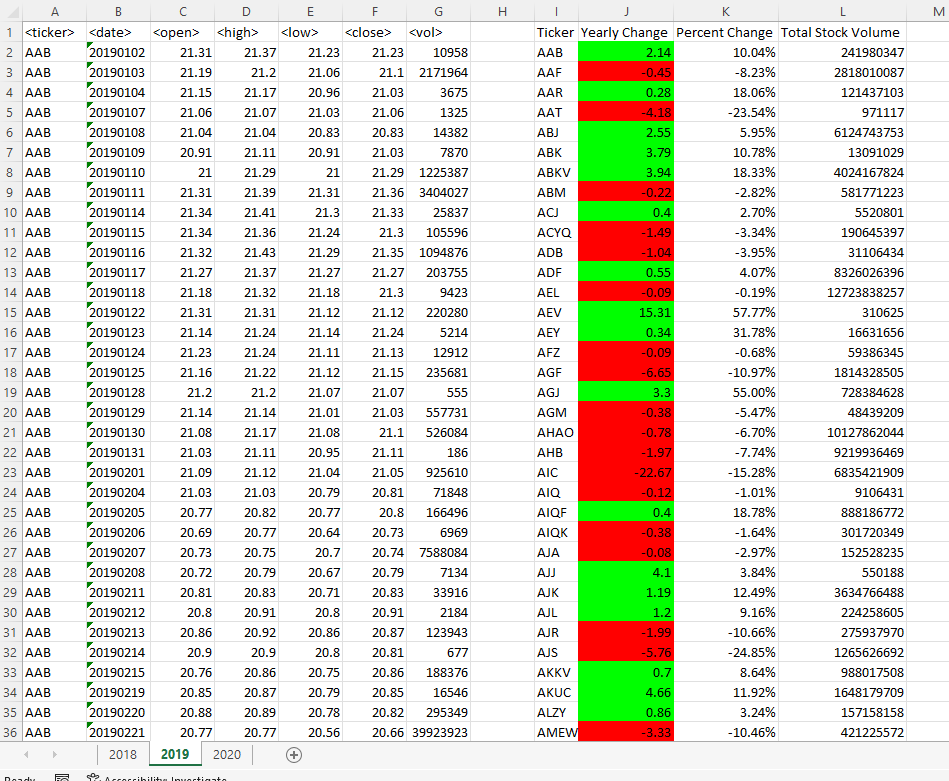 A B C D E F G H I J K L M
1 <ticker> <date> <open> <high> <low> <close> <vol> Ticker Yearly Change Percent Change Total Stock Volume
2 AAB 20190102 21.31 21.37 21.23 21.23 10958 AAB 2.14 10.04% 241980347
3 AAB 20190103 21.19 21.2 21.06 21.1 2171964 AAF -0.45 -8.23% 2818010087
4 AAB 20190104 21.15 21.17 20.96 21.03 3675 AAR 0.28 18.06% 121437103
5 AAB 20190107 21.06 21.07 21.03 21.06 1325 AAT -4.18 -23.54% 971117
6 AAB 20190108 21.04 21.04 20.83 20.83 14382 ABJ 2.55 5.95% 6124743753
7 AAB 20190109 20.91 21.11 20.91 21.03 7870 ABK 3.79 10.78% 13091029
8 AAB 20190110 21 21.29 21 21.29 1225387 ABKV 3.94 18.33% 4024167824
9 AAB 20190111 21.31 21.39 21.31 21.36 3404027 ABM -0.22 -2.82% 581771223
10 AAB 20190114 21.34 21.41 21.3 21.33 25837 ACJ 0.4 2.70% 5520801
11 AAB 20190115 21.34 21.36 21.24 21.3 105596 ACYQ -1.49 -3.34% 190645397
12 AAB 20190116 21.32 21.43 21.29 21.35 1094876 ADB -1.04 -3.95% 31106434
13 AAB 20190117 21.27 21.37 21.27 21.27 203755 ADF 0.55 4.07% 8326026396
14 AAB 20190118 21.18 21.32 21.18 21.3 9423 AEL -0.09 -0.19% 12723838257
15 AAB 20190122 21.31 21.31 21.12 21.12 220280 AEV 15.31 57.77% 310625
16 AAB 20190123 21.14 21.24 21.14 21.24 5214 AEY 0.34 31.78% 16631656
17 AAB 20190124 21.23 21.24 21.11 21.13 12912 AFZ -0.09 -0.68% 59386345
18 AAB 20190125 21.16 21.22 21.12 21.15 235681 AGF -6.65 -10.97% 1814328505
19 AAB 20190128 21.2 21.2 21.07 21.07 555 AGJ 3.3 55.00% 728384628
20 AAB 20190129 21.14 21.14 21.01 21.03 557731 AGM -0.38 -5.47% 48439209
21 AAB 20190130 21.08 21.17 21.08 21.1 526084 AHAO -0.78 -6.70% 10127862044
22 AAB 20190131 21.03 21.11 20.95 21.11 186 AHB -1.97 -7.74% 9219936469
23 AAB 20190201 21.09 21.12 21.04 21.05 925610 AIC -22.67 -15.28% 6835421909
24 AAB 20190204 21.03 21.03 20.79 20.81 71848 AIQ -0.12 -1.01% 9106431
25 AAB 20190205 20.77 20.82 20.77 20.8 166496 AIQF 0.4 18.78% 888186772
26 AAB 20190206 20.69 20.77 20.64 20.73 6969 AIQK -0.38 -1.64% 301720349
27 AAB 20190207 20.73 20.75 20.7 20.74 7588084 AJA -0.08 -2.97% 152528235
28 AAB 20190208 20.72 20.79 20.67 20.79 7134 AJJ 4.1 3.84% 550188
29 AAB 20190211 20.81 20.83 20.71 20.83 33916 AJK 1.19 12.49% 3634766488
30 AAB 20190212 20.8 20.91 20.8 20.91 2184 AJL 1.2 9.16% 224258605
31 AAB 20190213 20.86 20.92 20.86 20.87 123943 AJR -1.99 -10.66% 275937970
32 AAB 20190214 20.9 20.9 20.8 20.81 677 AJS -5.76 -24.85% 1265626692
33 AAB 20190215 20.76 20.86 20.75 20.86 188376 AKKV 0.7 8.64% 988017508
34 AAB 20190219 20.85 20.87 20.79 20.85 16546 AKUC 4.66 11.92% 1648179709
35 AAB 20190220 20.88 20.89 20.78 20.82 295349 ALZY 0.86 3.24% 157158158
36 AAB 20190221 20.77 20.77 20.56 20.66 39923923 AMEW -3.33 -10.46% 421225572
2018 2019 2020
Ready Accessibility: Investigate